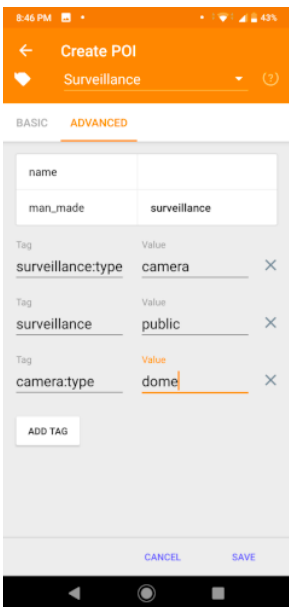 8:46 PM 43%
Create POI
Surveillance
BASIC ADVANCED
name
man_made surveillance
Tag Value
surveillance:type camera
Tag Value
surveillance public
Tag Value
camera:type dome
ADD TAG
CANCEL SAVE